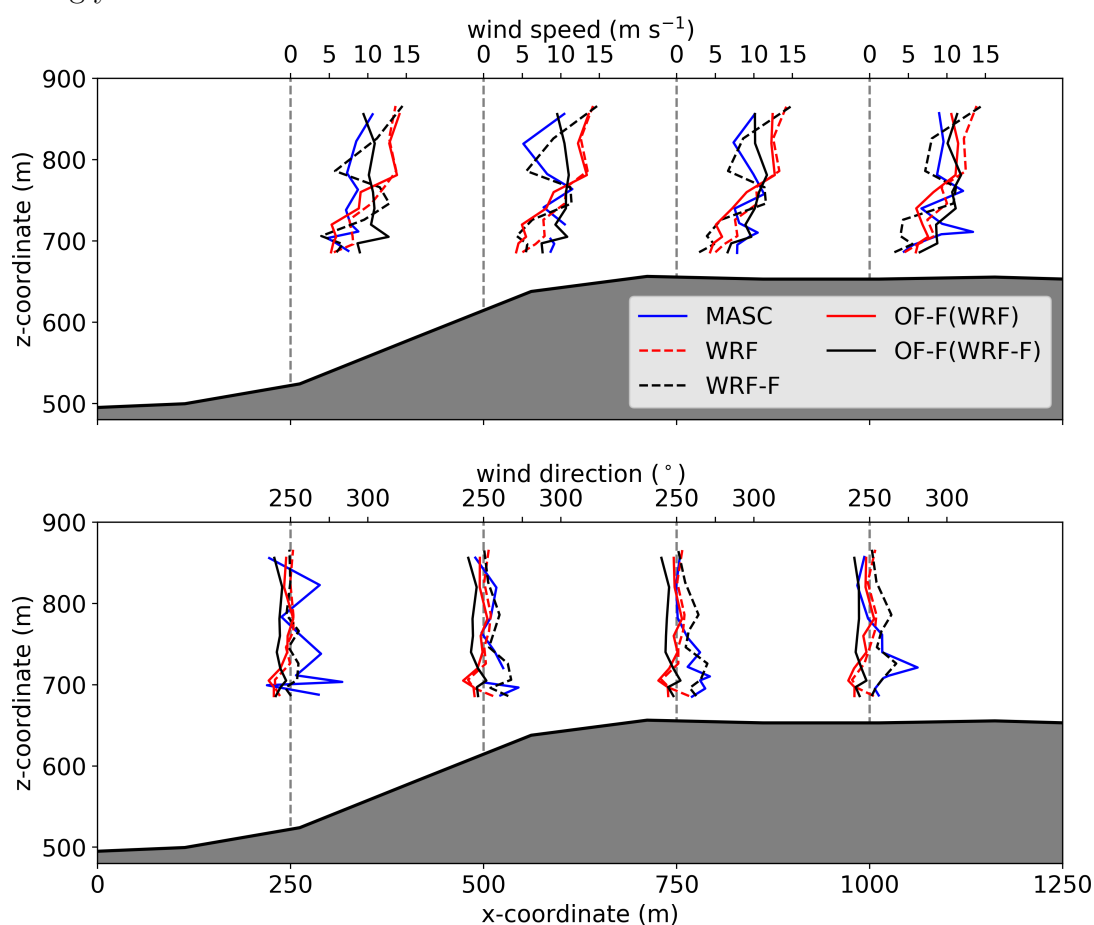 wind speed (m s⁻¹)
0 5 10 15 0 5 10 15 0 5 10 15 0 5 10 15
900
800
700
600
500
z-coordinate (m)
MASC
WRF
WRF-F
OF-F(WRF)
OF-F(WRF-F)
wind direction (°)
250 300 250 300 250 300 250 300
900
800
700
600
500
z-coordinate (m)
0 250 500 750 1000 1250
x-coordinate (m)